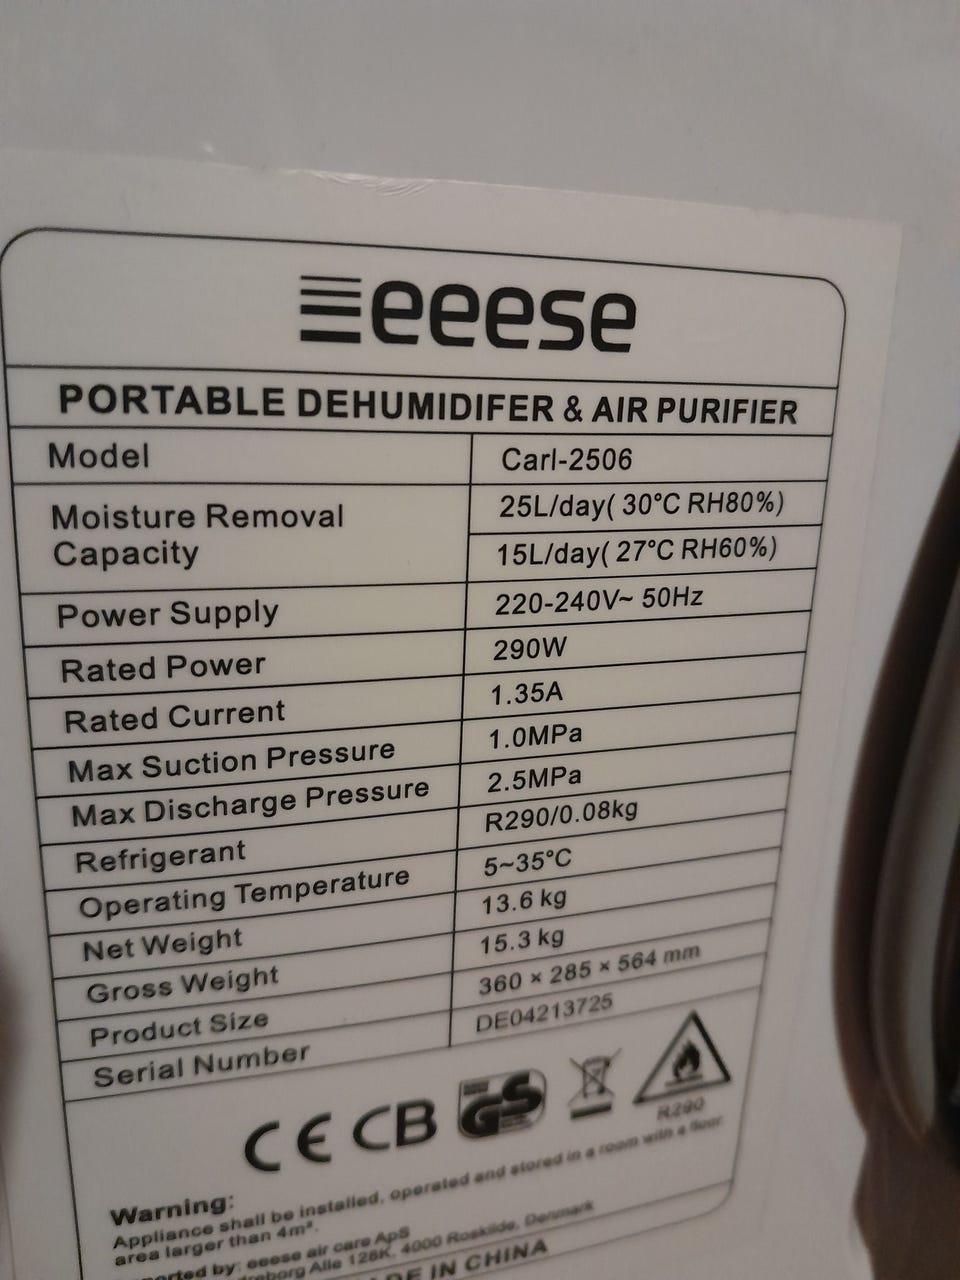 eeese
PORTABLE DEHUMIDIFER & AIR PURIFIER
Model Carl-2506
Moisture Removal Capacity 25L/day( 30°C RH80%)
15L/day( 27°C RH60%)
Power Supply 220-240V~ 50Hz
Rated Power 290W
Rated Current 1.35A
Max Suction Pressure 1.0MPa
Max Discharge Pressure 2.5MPa
Refrigerant R290/0.08kg
Operating Temperature 5~35°C
Net Weight 13.6 kg
Gross Weight 15.3 kg
Product Size 360 × 285 × 564 mm
Serial Number DE04213725
CE CB GS
R290
Warning:
Appliance shall be installed, operated and stored in a room with a floor
area larger than 4m².
by: eeese air care ApS
Alle 128K, 4000 Roskilde, Denmark
IN CHINA